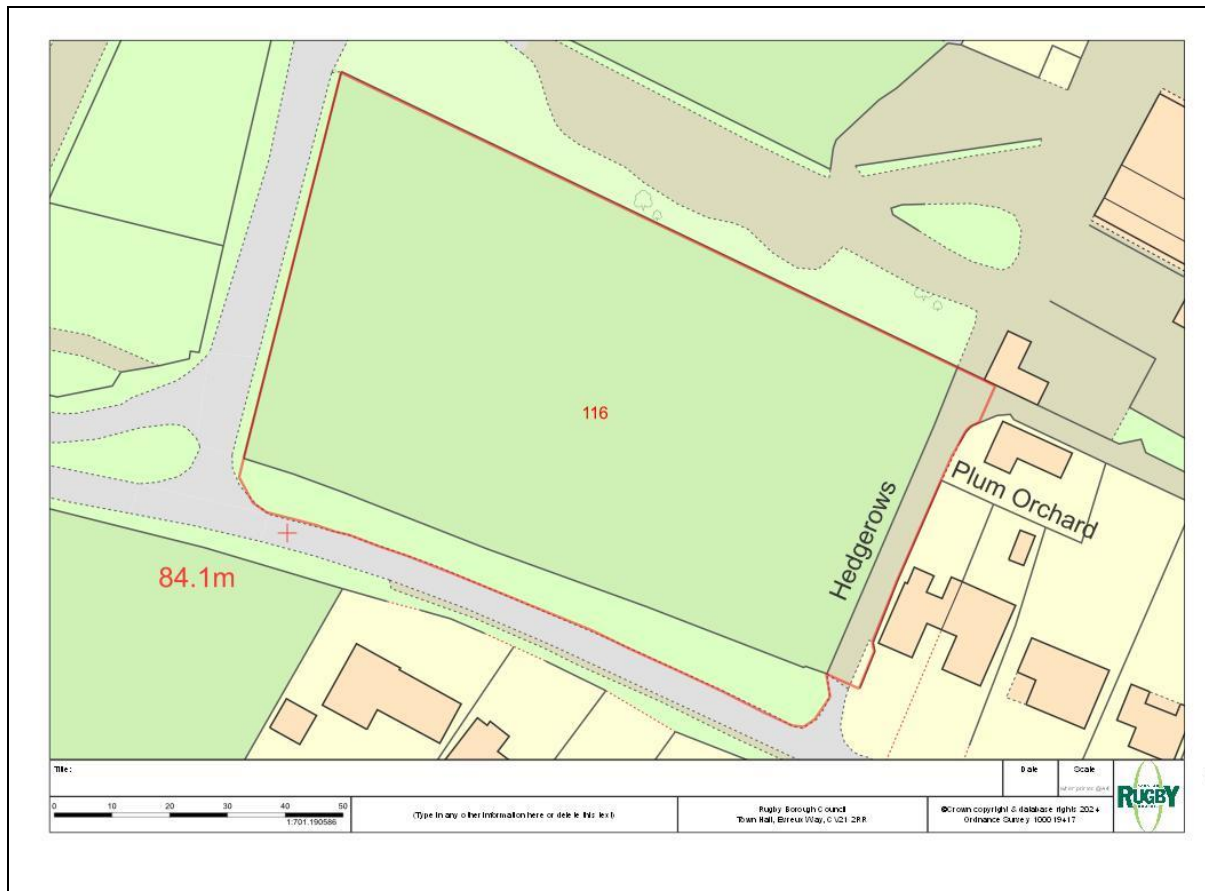 116
Hedgerows
Plum Orchard
84.1m
Title:
Date
Scale
0 10 20 30 40 50
1:701.190586
(Type in any other information here or delete this text)
Rugby Borough Council
Town Hall, Evreux Way, CV21 2RR
©Crown copyright & database rights 2024
Ordnance Survey 100019417
RUGBY